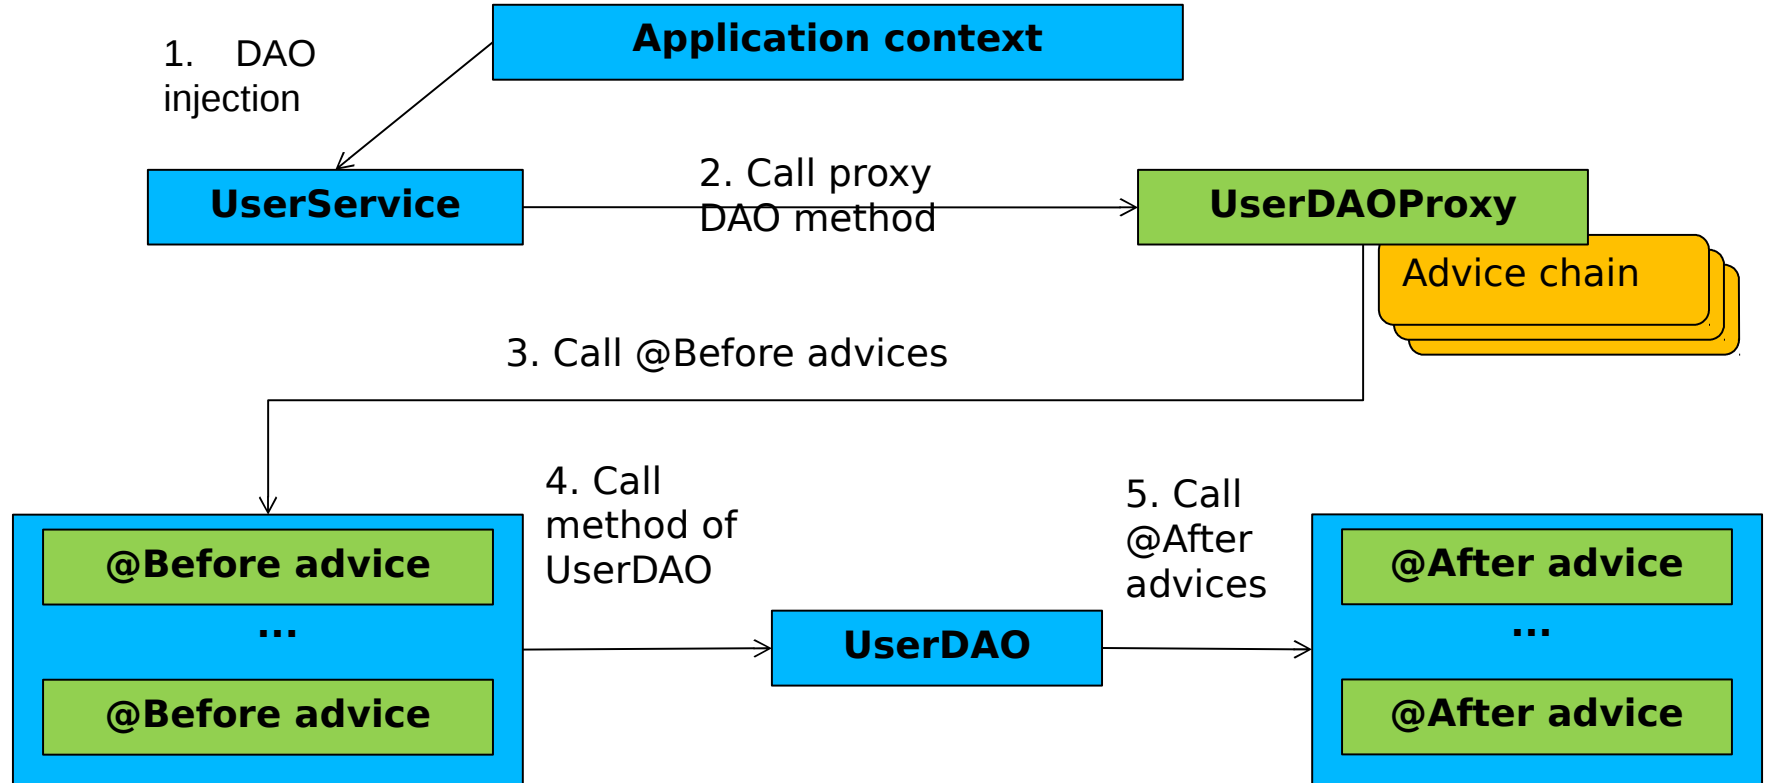 Application context
1. DAO
injection
2. Call proxy
DAO method
UserService
UserDAOProxy
Advice chain
3. Call @Before advices
4. Call
method of
UserDAO
5. Call
@After
advices
@Before advice
...
@Before advice
UserDAO
@After advice
...
@After advice